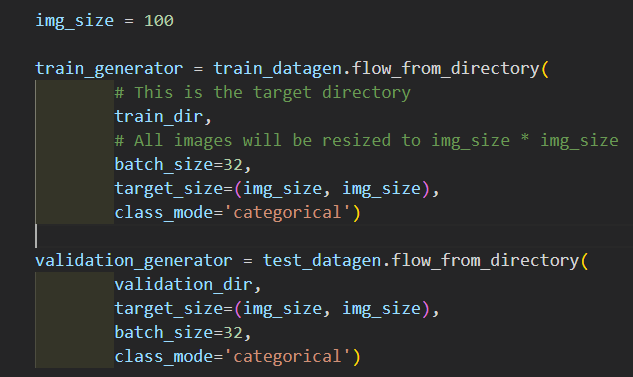 img_size = 100
train_generator = train_datagen.flow_from_directory(
# This is the target directory
train_dir,
# All images will be resized to img_size * img_size
batch_size=32,
target_size=(img_size, img_size),
class_mode='categorical')
validation_generator = test_datagen.flow_from_directory(
validation_dir,
target_size=(img_size, img_size),
batch_size=32,
class_mode='categorical')